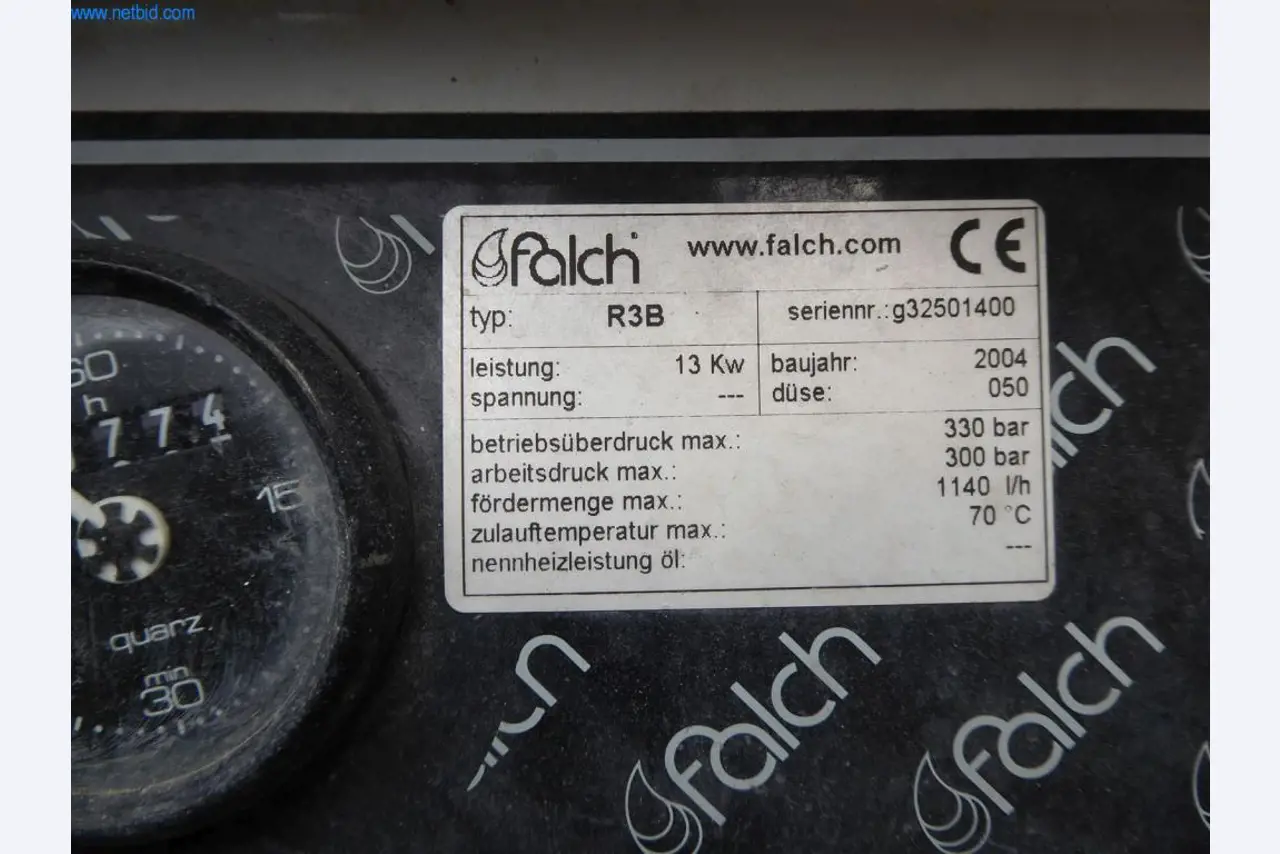 www.netbid.com
falch www.falch.com CE
typ: R3B seriennr.:g32501400
leistung: 13 Kw baujahr: 2004
spannung: --- düse: 050
betriebsüberdruck max.: 330 bar
arbeitsdruck max.: 300 bar
fördermenge max.: 1140 l/h
zulauftemperatur max.: 70 °C
nennheizleistung öl: ---
60
h
774
15
quarz.
min
30
falch
falch